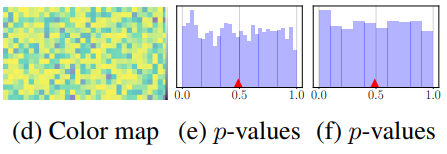 0.0 0.5 1.0 0.0 0.5 1.0
(d) Color map (e) p-values (f) p-values